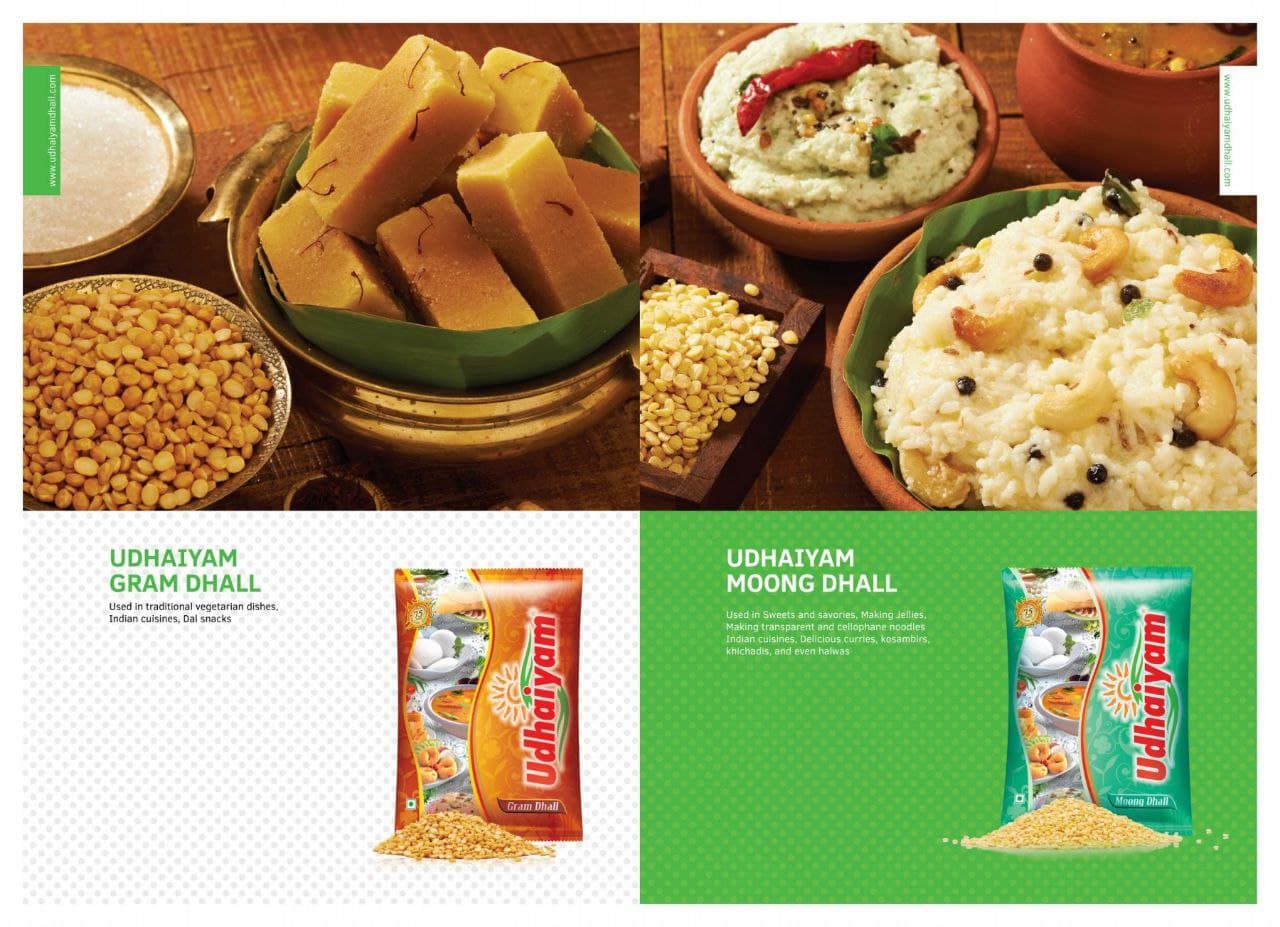 www.udhaiyamdhall.com
www.udhaiyamdhall.com
UDHAIYAM
GRAM DHALL
Used in traditional vegetarian dishes,
Indian cuisines, Dal snacks
Udhaiyam
Gram Dhall
UDHAIYAM
MOONG DHALL
Used in Sweets and savories, Making Jellies,
Making transparent and cellophane noodles
Indian cuisines, Delicious curries, kosambirs,
khichadis, and even halwas
Udhaiyam
Moong Dhall